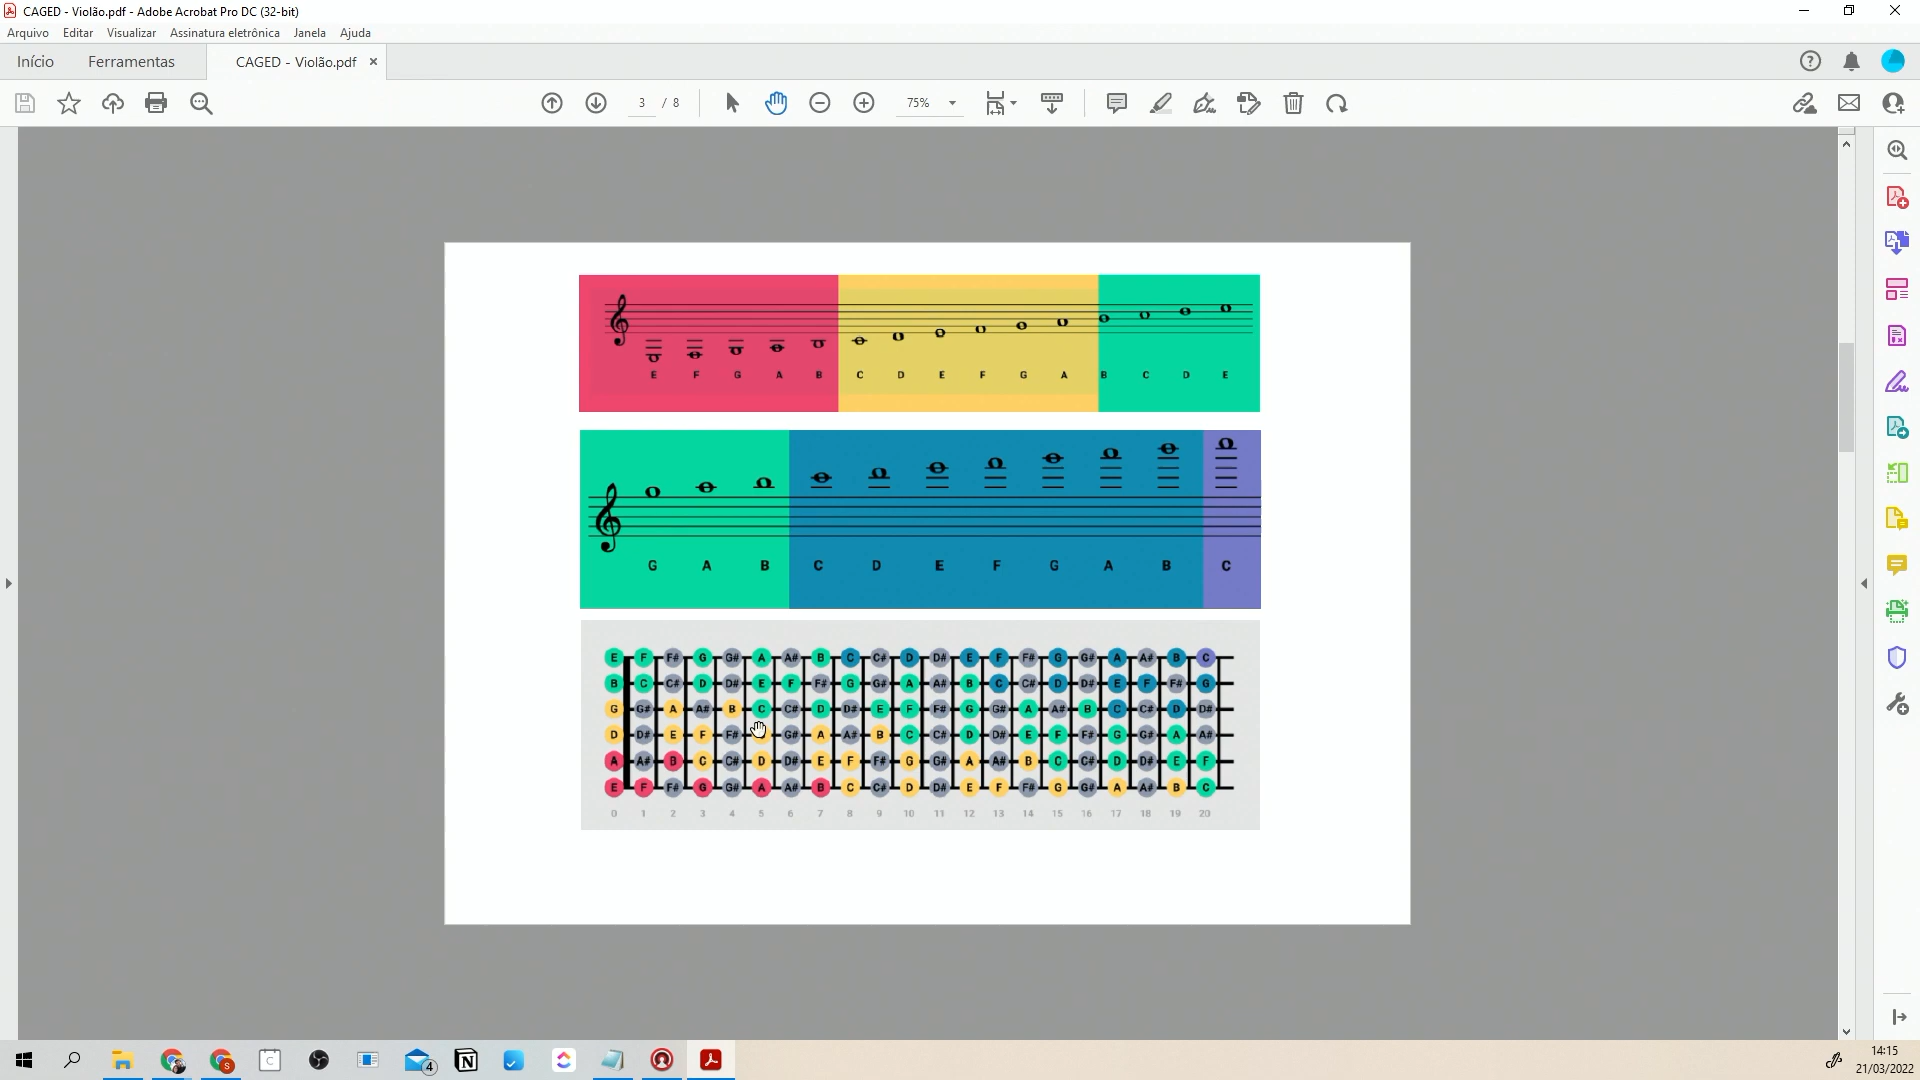 CAGED - Violão.pdf - Adobe Acrobat Pro DC (32-bit)
Arquivo Editar Visualizar Assinatura eletrônica Janela Ajuda
Início Ferramentas CAGED - Violão.pdf ×
3 / 8 75%
E F G A B C D E F G A B C D E
G A B C D E F G A B C
E F F# G G# A A# B C C# D D# E F F# G G# A A# B C
B C C# D D# E F F# G G# A A# B C C# D D# E F F# G
G G# A A# B C C# D D# E F F# G G# A A# B C C# D D#
D D# E F F# G# A A# B C C# D D# E F F# G G# A A#
A A# B C C# D D# E F F# G G# A A# B C C# D D# E F
E F F# G G# A A# B C C# D D# E F F# G G# A A# B C
0 1 2 3 4 5 6 7 8 9 10 11 12 13 14 15 16 17 18 19 20
4
14:15
21/03/2022